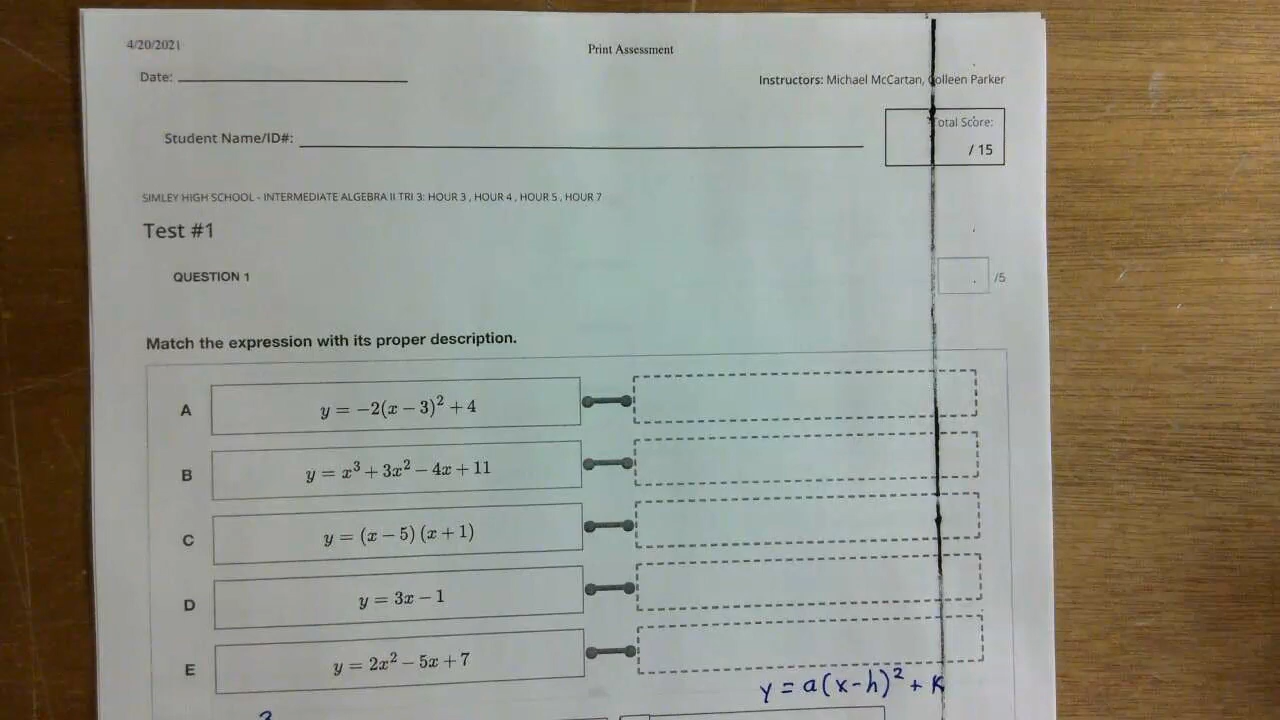 4/20/2021
Print Assessment
Date:
Instructors: Michael McCartan, Colleen Parker
Student Name/ID#:
Total Score:
/ 15
SIMLEY HIGH SCHOOL - INTERMEDIATE ALGEBRA II TRI 3: HOUR 3 , HOUR 4 , HOUR 5 , HOUR 7
Test #1
QUESTION 1
/5
Match the expression with its proper description.
A y = −2(x − 3)² + 4
B y = x³ + 3x² − 4x + 11
C y = (x − 5) (x + 1)
D y = 3x − 1
E y = 2x² − 5x + 7
y = a(x-h)² + k